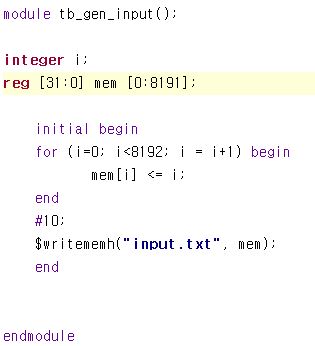 module tb_gen_input();
integer i;
reg [31:0] mem [0:8191];
initial begin
for (i=0; i<8192; i = i+1) begin
mem[i] <= i;
end
#10;
$writememh("input.txt", mem);
end
endmodule